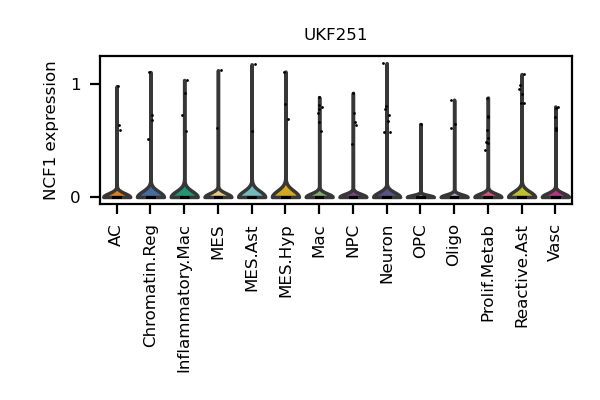 UKF251
NCF1 expression
1
0
AC
Chromatin.Reg
Inflammatory.Mac
MES
MES.Ast
MES.Hyp
Mac
NPC
Neuron
OPC
Oligo
Prolif.Metab
Reactive.Ast
Vasc